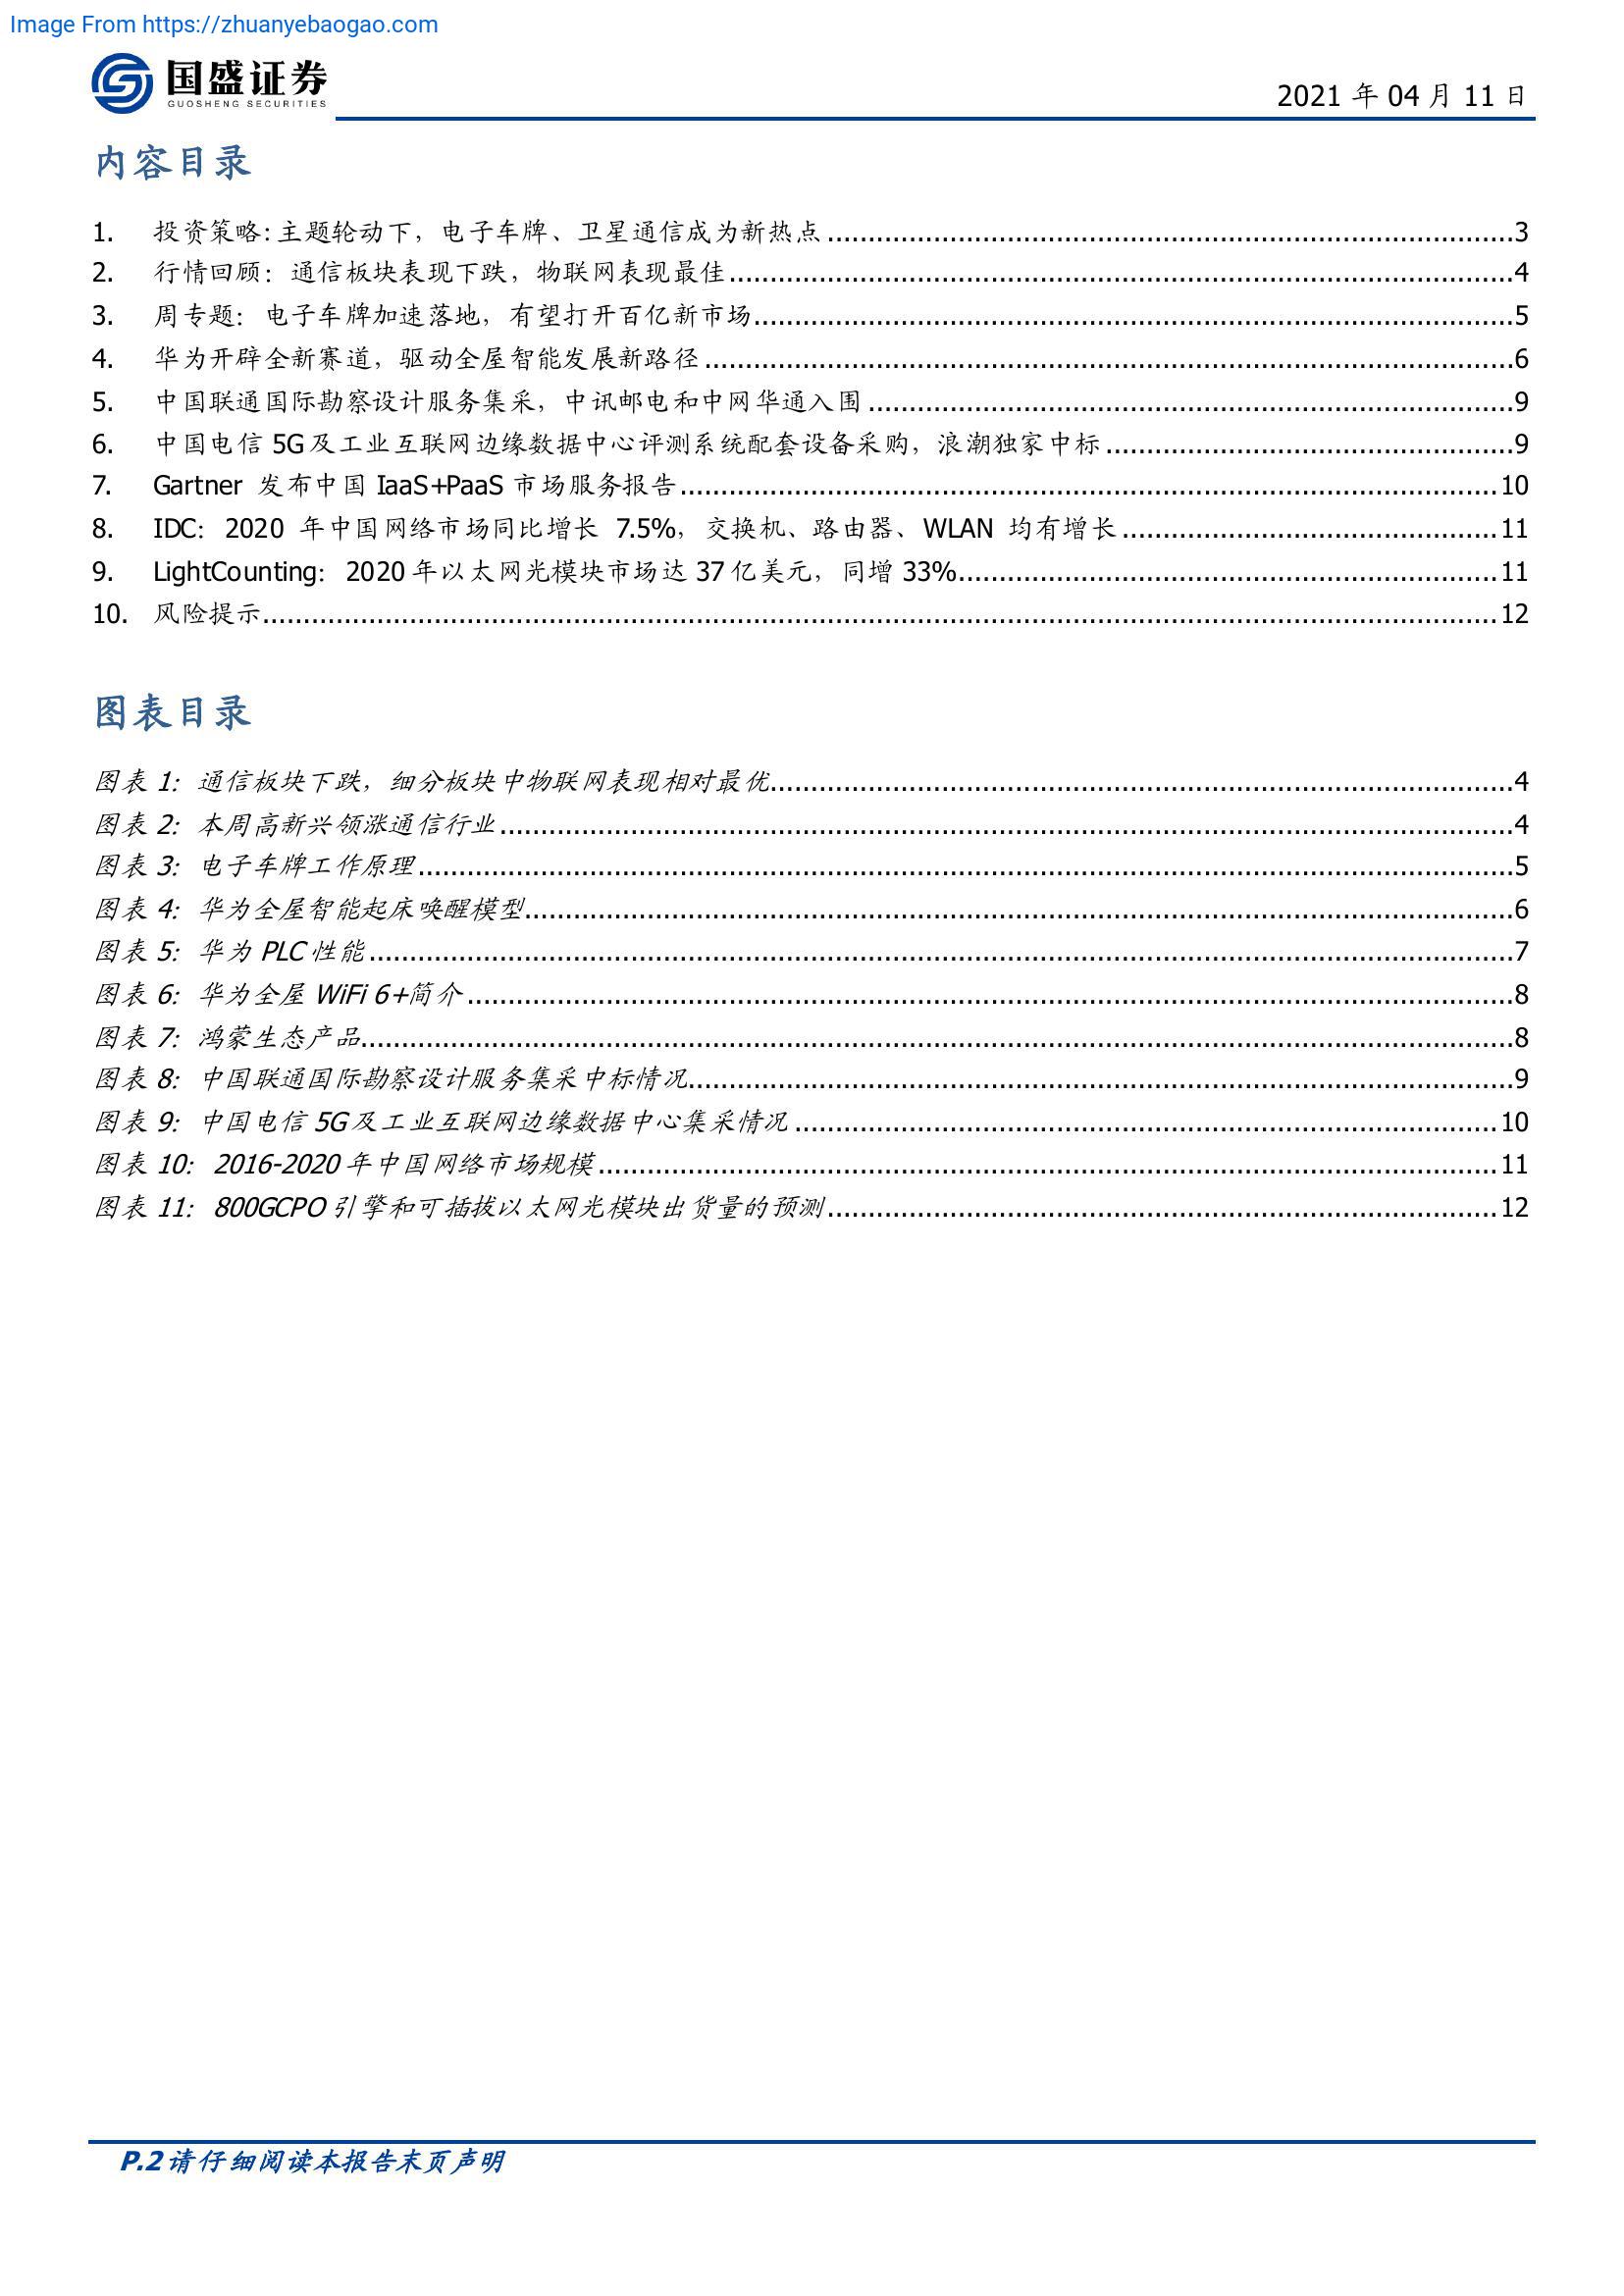 Image From https://zhuanyebaogao.com
国盛证券
GUOSHENG SECURITIES
2021 年 04 月 11 日
内容目录
1. 投资策略:主题轮动下，电子车牌、卫星通信成为新热点 3
2. 行情回顾：通信板块表现下跌，物联网表现最佳 4
3. 周专题：电子车牌加速落地，有望打开百亿新市场 5
4. 华为开辟全新赛道，驱动全屋智能发展新路径 6
5. 中国联通国际勘察设计服务集采，中讯邮电和中网华通入围 9
6. 中国电信 5G 及工业互联网边缘数据中心评测系统配套设备采购，浪潮独家中标 9
7. Gartner 发布中国 IaaS+PaaS 市场服务报告 10
8. IDC：2020 年中国网络市场同比增长 7.5%，交换机、路由器、WLAN 均有增长 11
9. LightCounting：2020 年以太网光模块市场达 37 亿美元，同增 33% 11
10. 风险提示 12
图表目录
图表 1：通信板块下跌，细分板块中物联网表现相对最优 4
图表 2：本周高新兴领涨通信行业 4
图表 3：电子车牌工作原理 5
图表 4：华为全屋智能起床唤醒模型 6
图表 5：华为 PLC 性能 7
图表 6：华为全屋 WiFi 6+简介 8
图表 7：鸿蒙生态产品 8
图表 8：中国联通国际勘察设计服务集采中标情况 9
图表 9：中国电信 5G 及工业互联网边缘数据中心集采情况 10
图表 10：2016-2020 年中国网络市场规模 11
图表 11：800GCPO 引擎和可插拔以太网光模块出货量的预测 12
P.2 请仔细阅读本报告末页声明